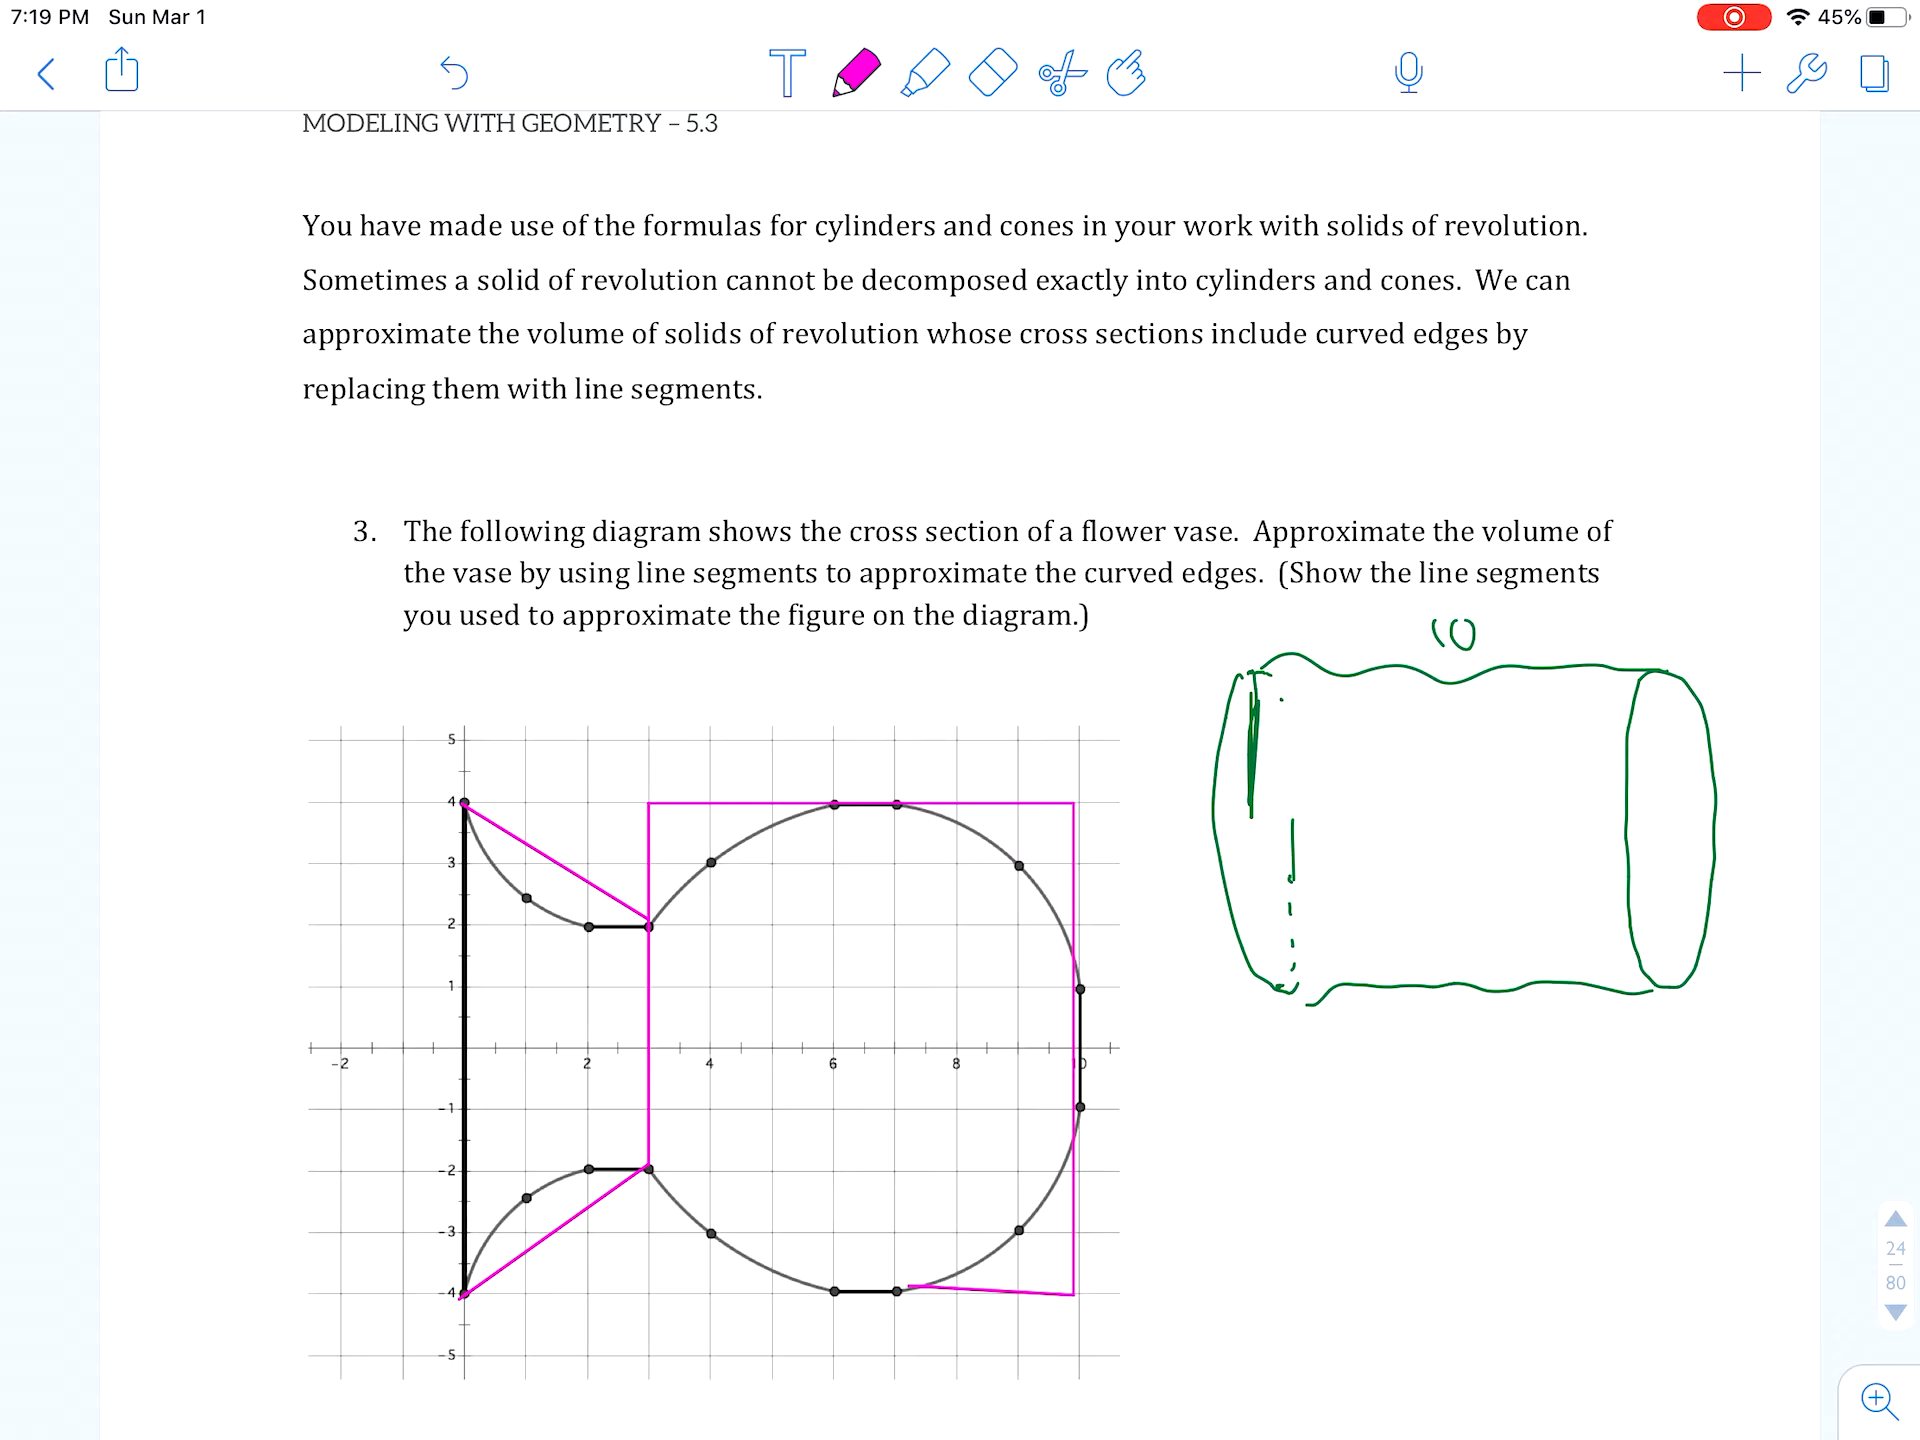 7:19 PM Sun Mar 1
45%
MODELING WITH GEOMETRY – 5.3
You have made use of the formulas for cylinders and cones in your work with solids of revolution.
Sometimes a solid of revolution cannot be decomposed exactly into cylinders and cones. We can
approximate the volume of solids of revolution whose cross sections include curved edges by
replacing them with line segments.
3. The following diagram shows the cross section of a flower vase. Approximate the volume of
the vase by using line segments to approximate the curved edges. (Show the line segments
you used to approximate the figure on the diagram.)
10
5
4
3
2
1
-2 2 4 6 8 10
-1
-2
-3
-4
-5
24
80